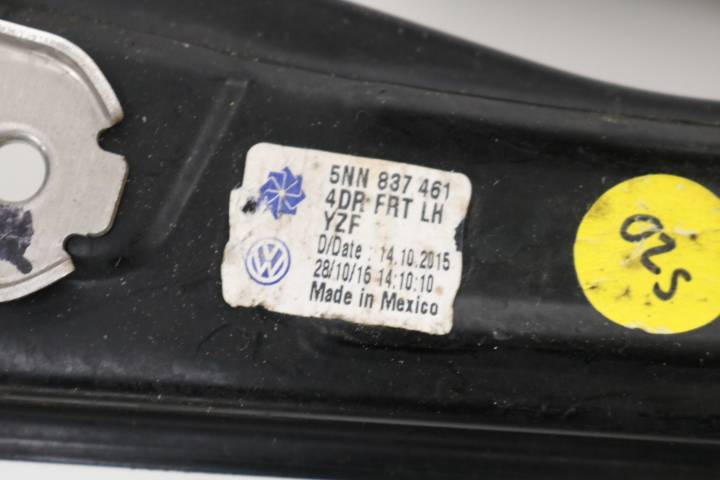 5NN 837 461
4DR FRT LH
YZF
D/Date : 14.10.2015
28/10/16 14:10:10
Made in Mexico
025